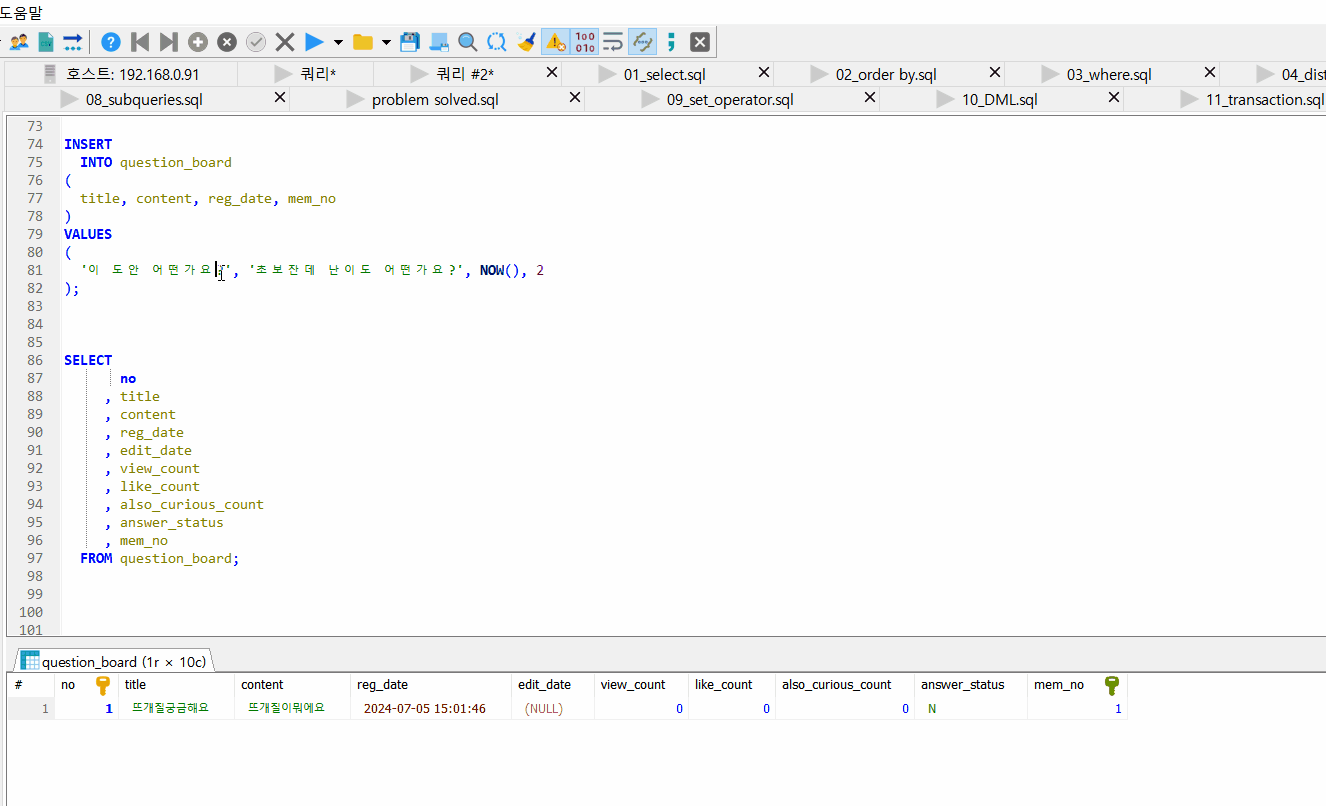 도움말
호스트: 192.168.0.91 쿼리* 쿼리 #2* 01_select.sql 02_order by.sql 03_where.sql 04_dist
08_subqueries.sql problem solved.sql 09_set_operator.sql 10_DML.sql 11_transaction.sql
73
74 INSERT
75 INTO question_board
76 (
77 title, content, reg_date, mem_no
78 )
79 VALUES
80 (
81 '이 도안 어떤가요?', '초보잔데 난이도 어떤가요?', NOW(), 2
82 );
83
84
85
86 SELECT
87 no
88 , title
89 , content
90 , reg_date
91 , edit_date
92 , view_count
93 , like_count
94 , also_curious_count
95 , answer_status
96 , mem_no
97 FROM question_board;
98
99
100
101
question_board (1r × 10c)
# no title content reg_date edit_date view_count like_count also_curious_count answer_status mem_no
1 1 뜨개질궁금해요 뜨개질이뭐에요 2024-07-05 15:01:46 (NULL) 0 0 0 N 1